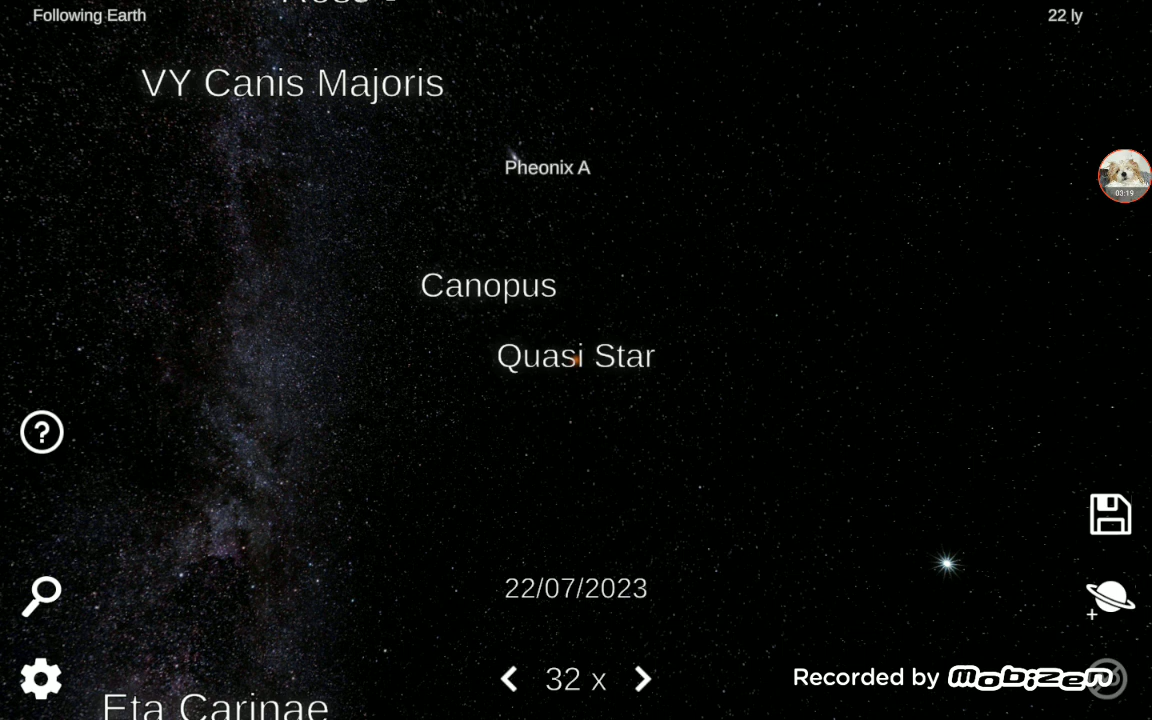 Following Earth
22 ly
VY Canis Majoris
Pheonix A
03:19
Canopus
Quasi Star
?
22/07/2023
32 x
Recorded by mobizen
Eta Carinae